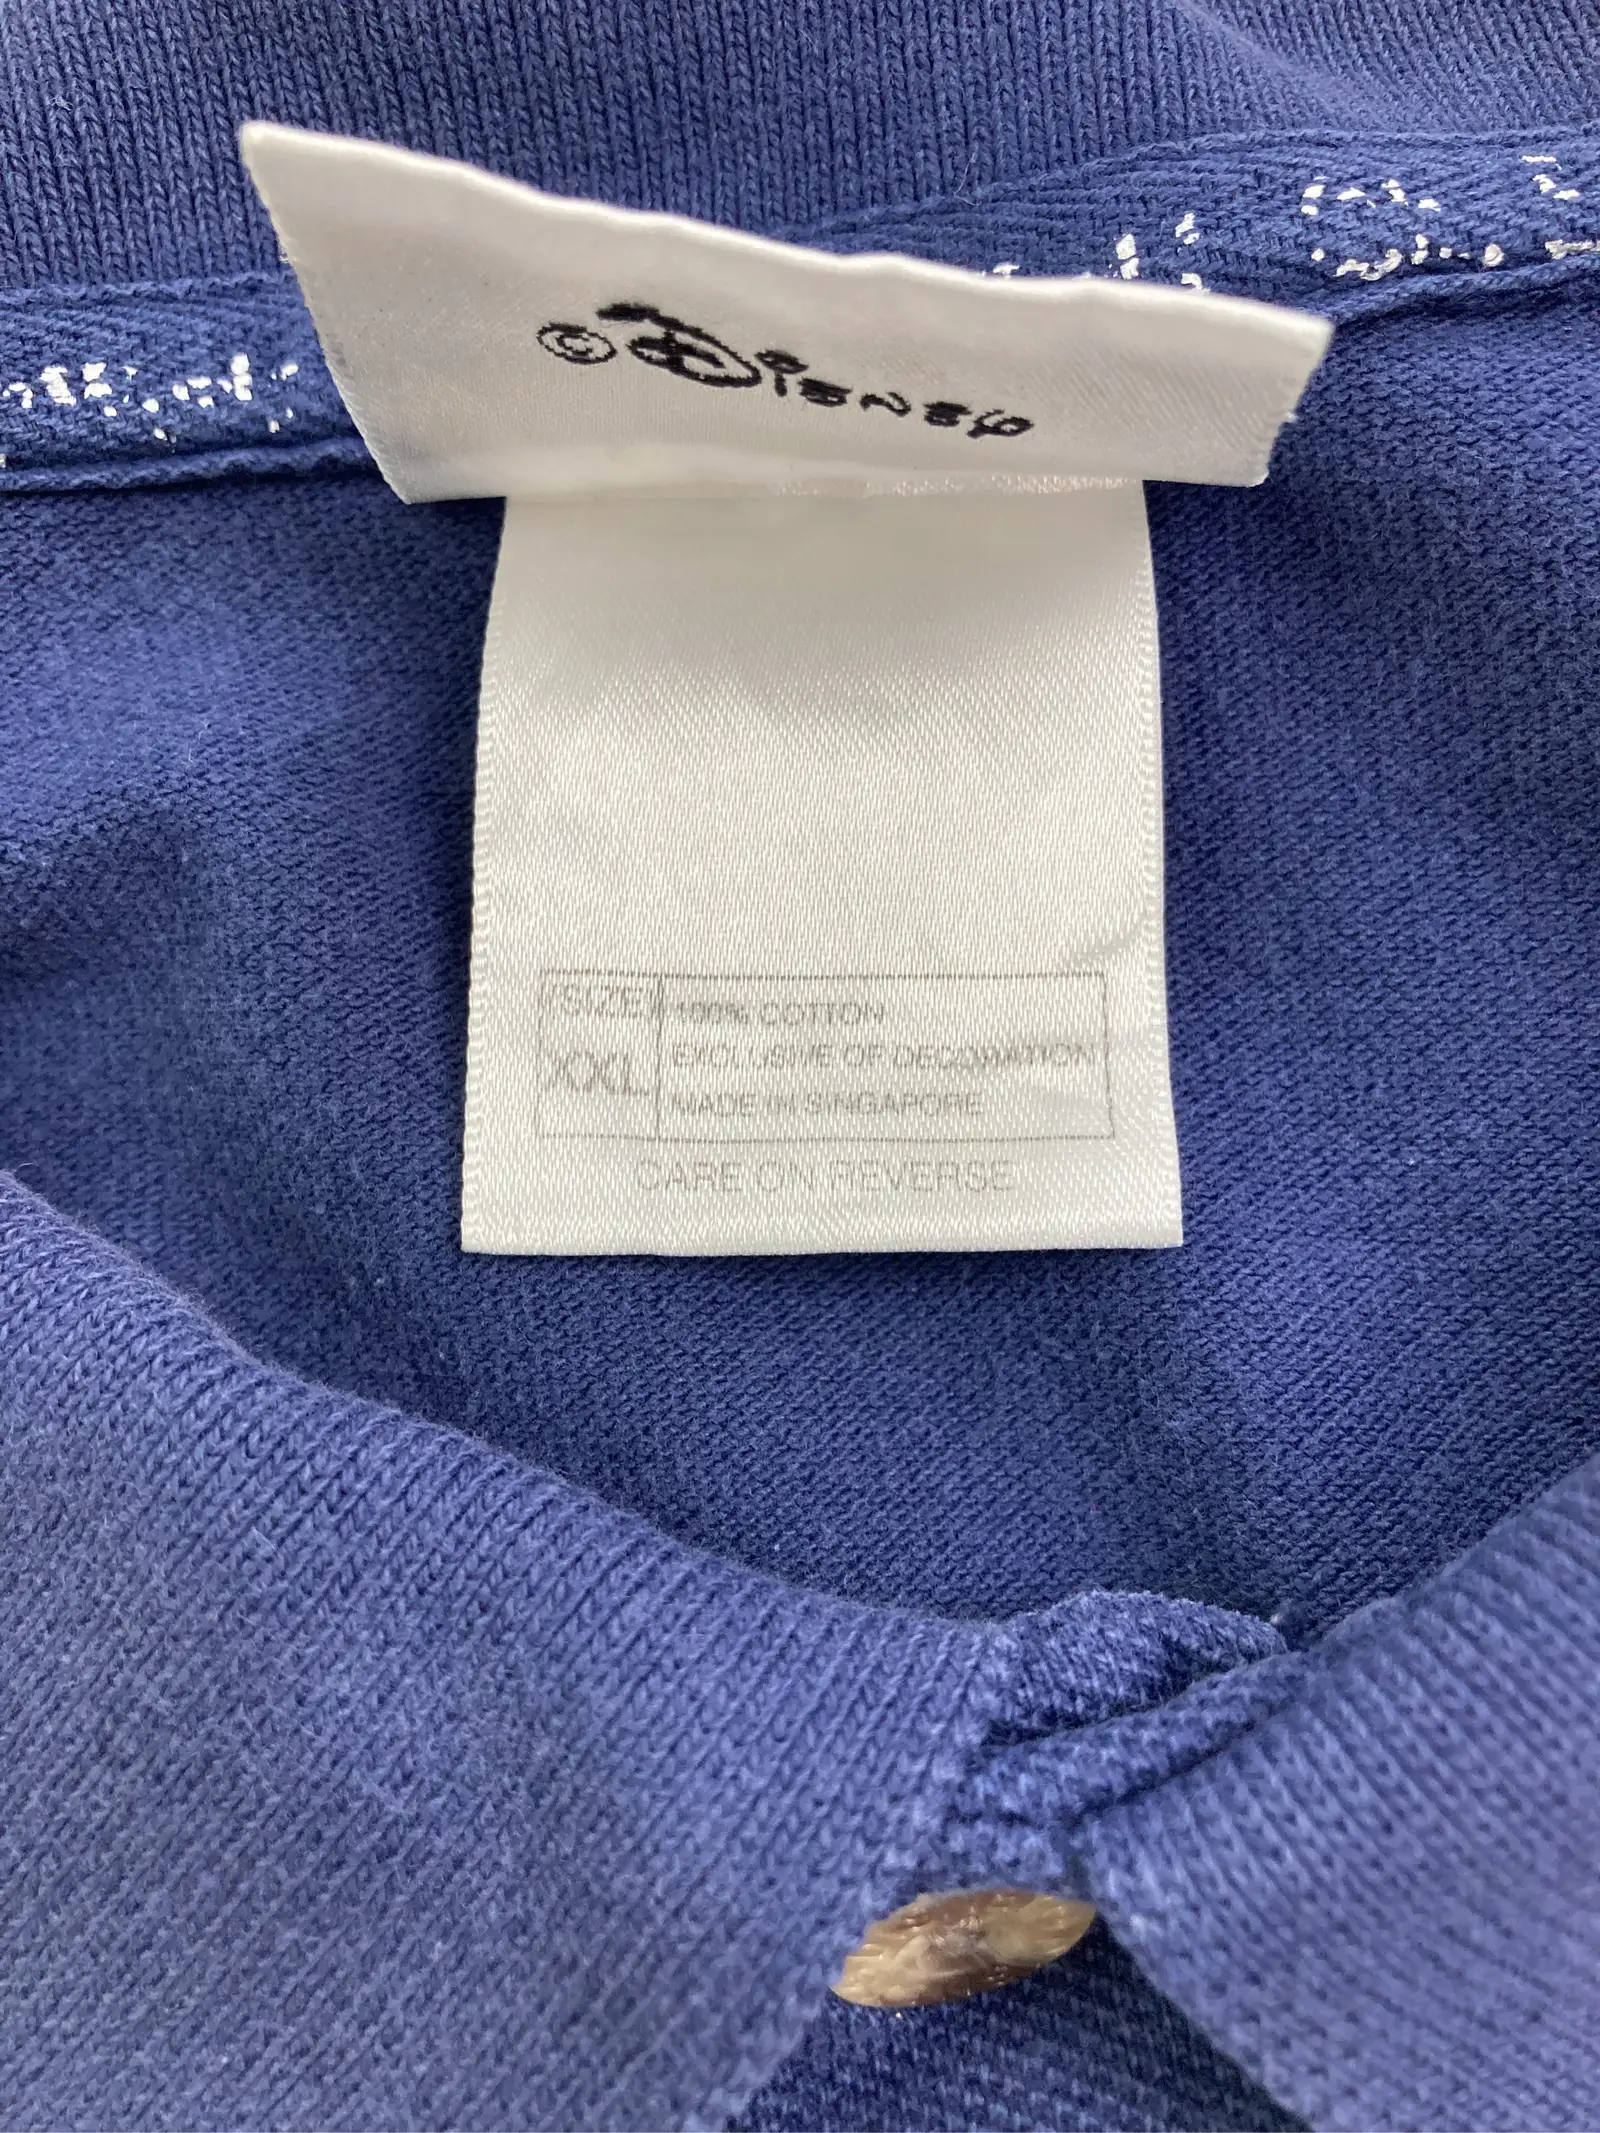 © Disney
SIZE
XXL
100% COTTON
EXCLUSIVE OF DECORATION
MADE IN SINGAPORE
CARE ON REVERSE